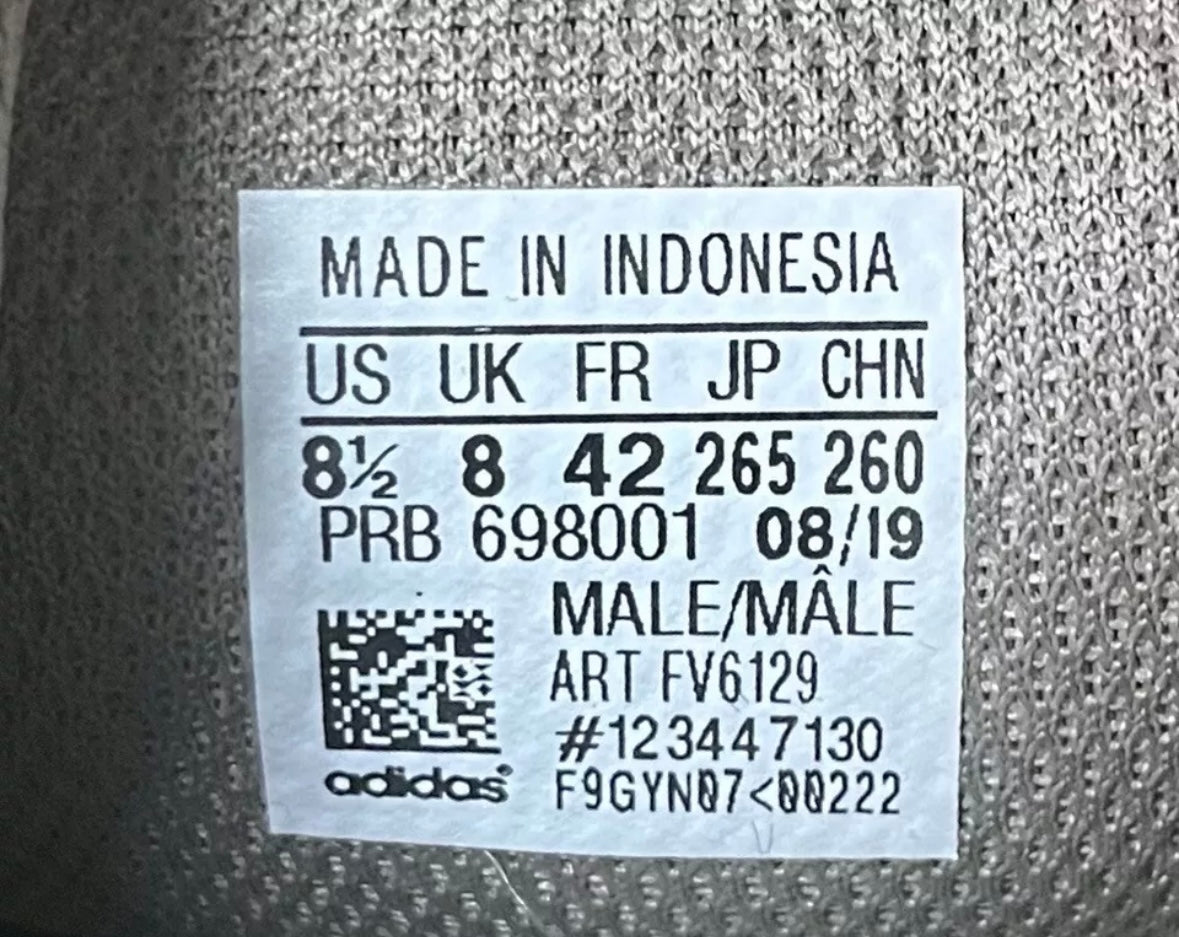 MADE IN INDONESIA
US UK FR JP CHN
8½ 8 42 265 260
PRB 698001 08/19
MALE/MÂLE
ART FV6129
#123447130
adidas®
F9GYN07<00222